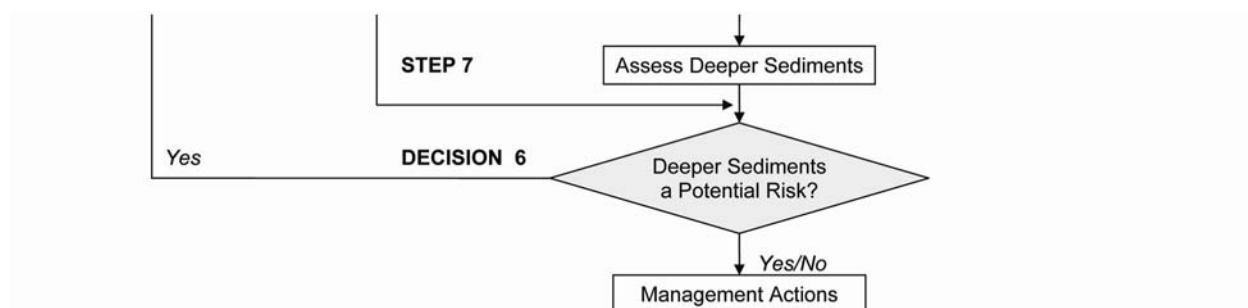 STEP 7
Assess Deeper Sediments
Yes
DECISION 6
Deeper Sediments
a Potential Risk?
Yes/No
Management Actions